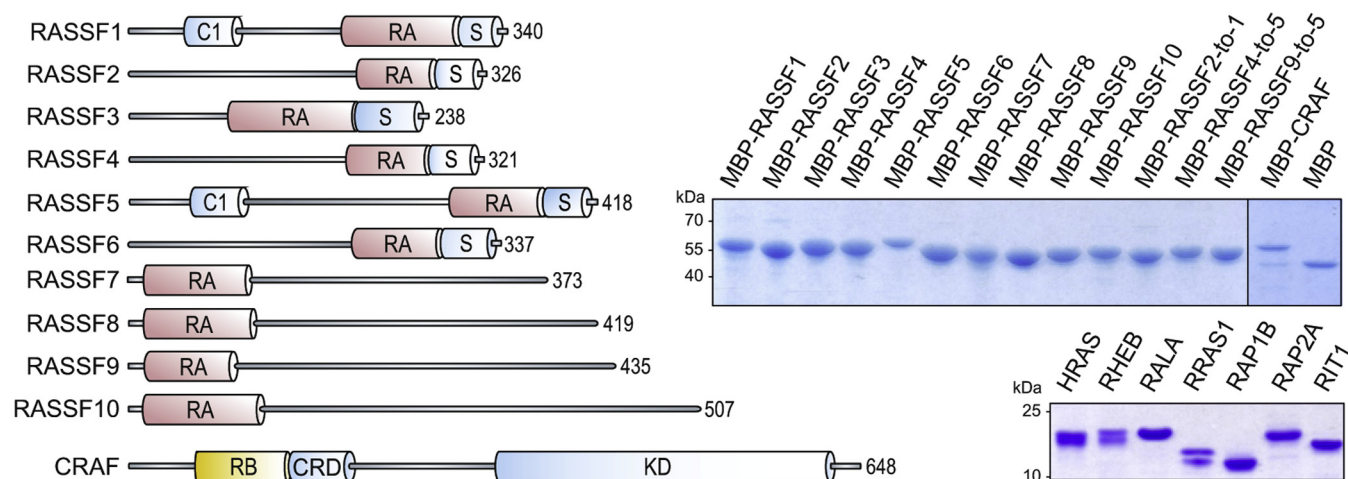 RASSF1 C1 RA S 340
RASSF2 RA S 326
RASSF3 RA S 238
RASSF4 RA S 321
RASSF5 C1 RA S 418
RASSF6 RA S 337
RASSF7 RA 373
RASSF8 RA 419
RASSF9 RA 435
RASSF10 RA 507
CRAF RB CRD KD 648
MBP-RASSF1
MBP-RASSF2
MBP-RASSF3
MBP-RASSF4
MBP-RASSF5
MBP-RASSF6
MBP-RASSF7
MBP-RASSF8
MBP-RASSF9
MBP-RASSF10
MBP-RASSF2-to-1
MBP-RASSF4-to-5
MBP-RASSF9-to-5
MBP-CRAF
MBP
kDa
70
55
40
HRAS
RHEB
RALA
RRAS1
RAP1B
RAP2A
RIT1
kDa
25
10